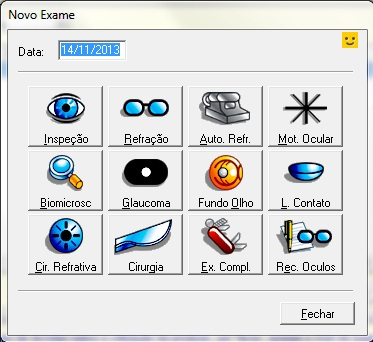 Novo Exame
Data: 14/11/2013
Inspeção Refração Auto. Refr. Mot. Ocular
Biomicrosc Glaucoma Fundo Olho L. Contato
Cir. Refrativa Cirurgia Ex. Compl. Rec. Oculos
Fechar